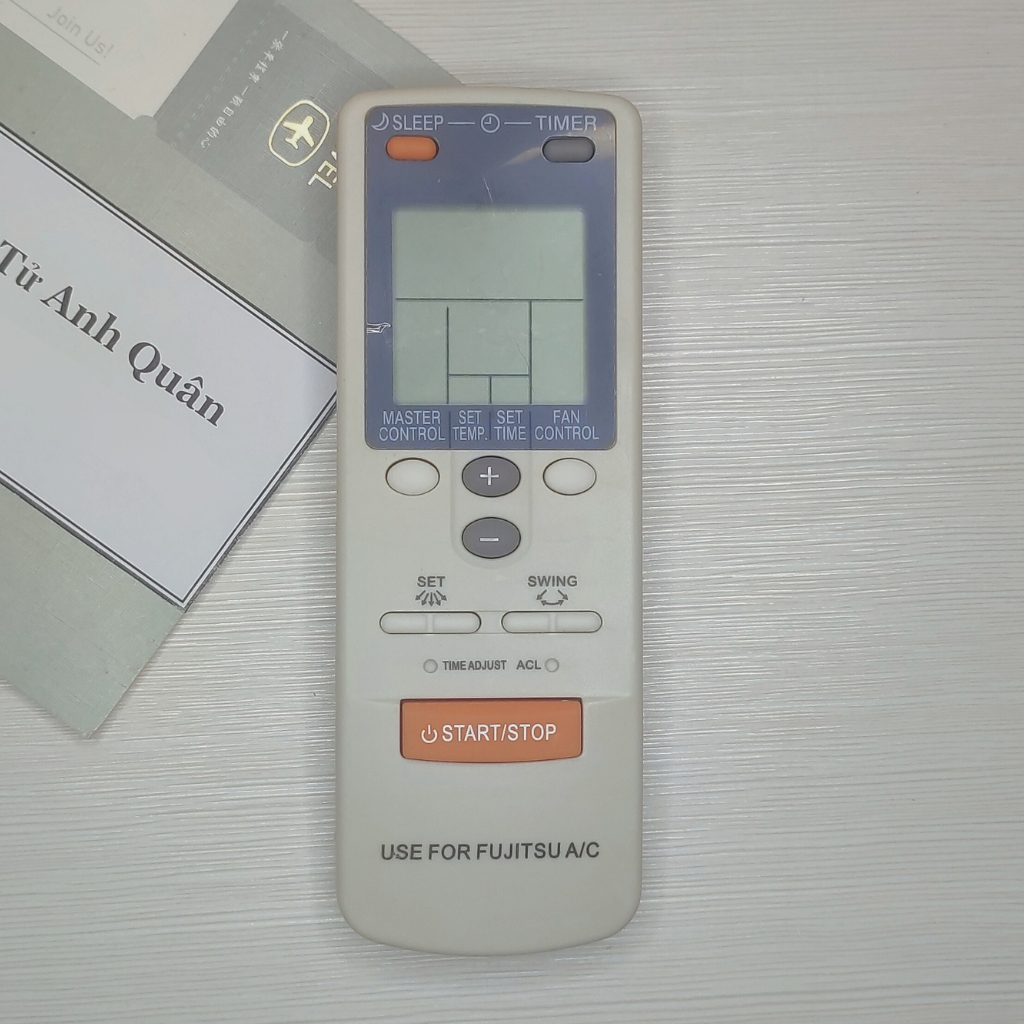 Join Us!
Tử Anh Quân
SLEEP
TIMER
MASTER CONTROL
SET TEMP.
SET TIME
FAN CONTROL
+
−
SET
SWING
TIME ADJUST
ACL
START/STOP
USE FOR FUJITSU A/C